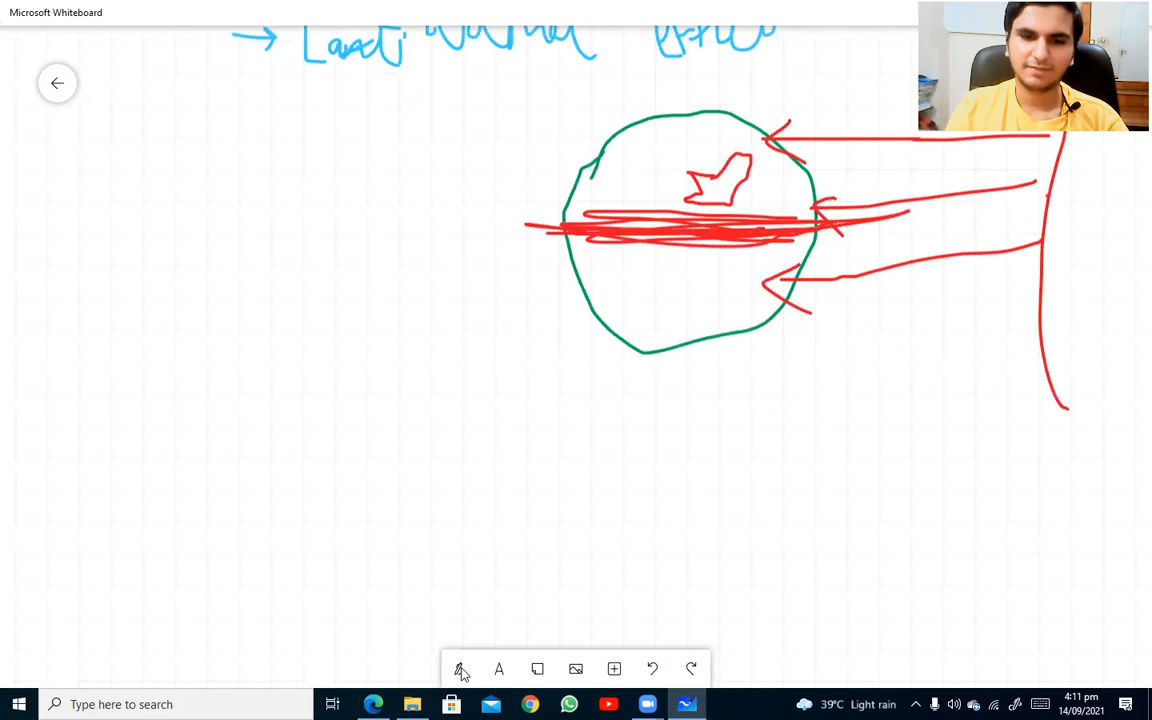 Microsoft Whiteboard
→
A
Type here to search
39°C Light rain
4:11 pm
14/09/2021